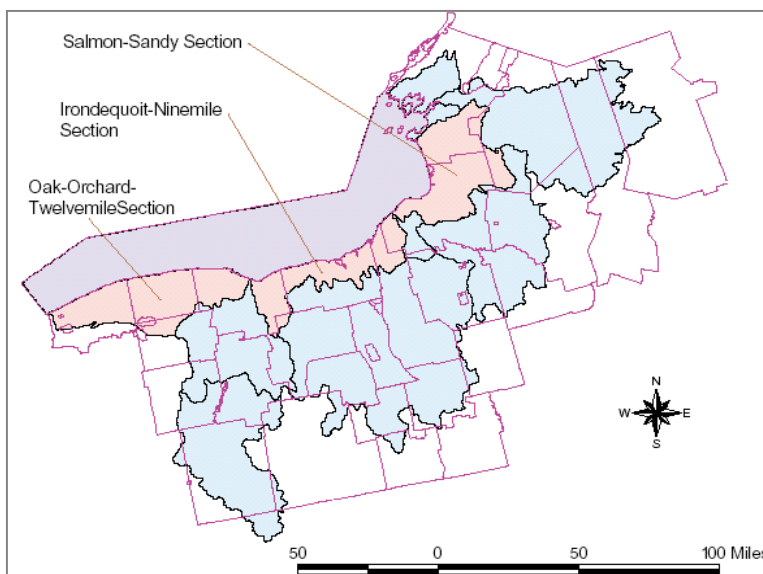 Salmon-Sandy Section
Irondequoit-Ninemile
Section
Oak-Orchard-
TwelvemileSection
N
W E
S
50 0 50 100 Miles